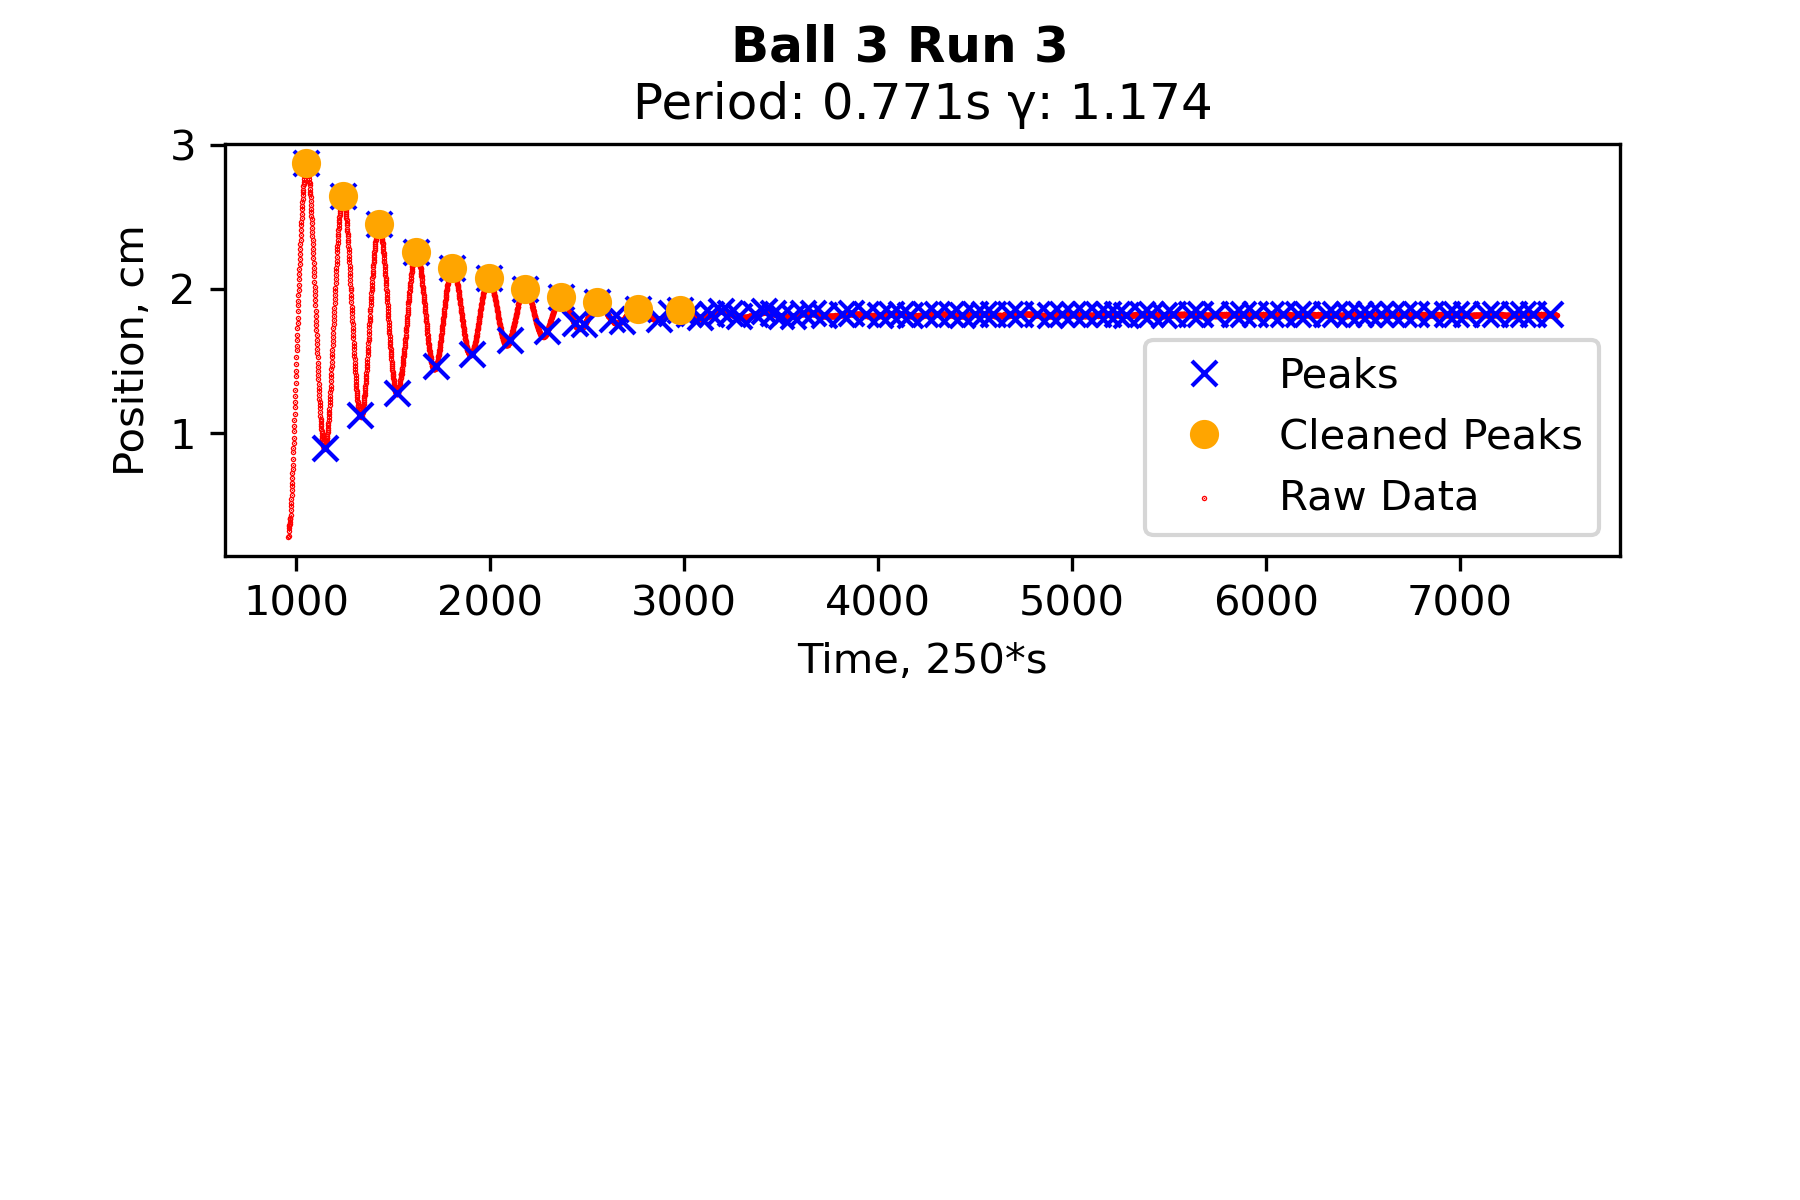 Ball 3 Run 3
Period: 0.771s γ: 1.174
3
2
1
Position, cm
Peaks
Cleaned Peaks
Raw Data
1000 2000 3000 4000 5000 6000 7000
Time, 250*s